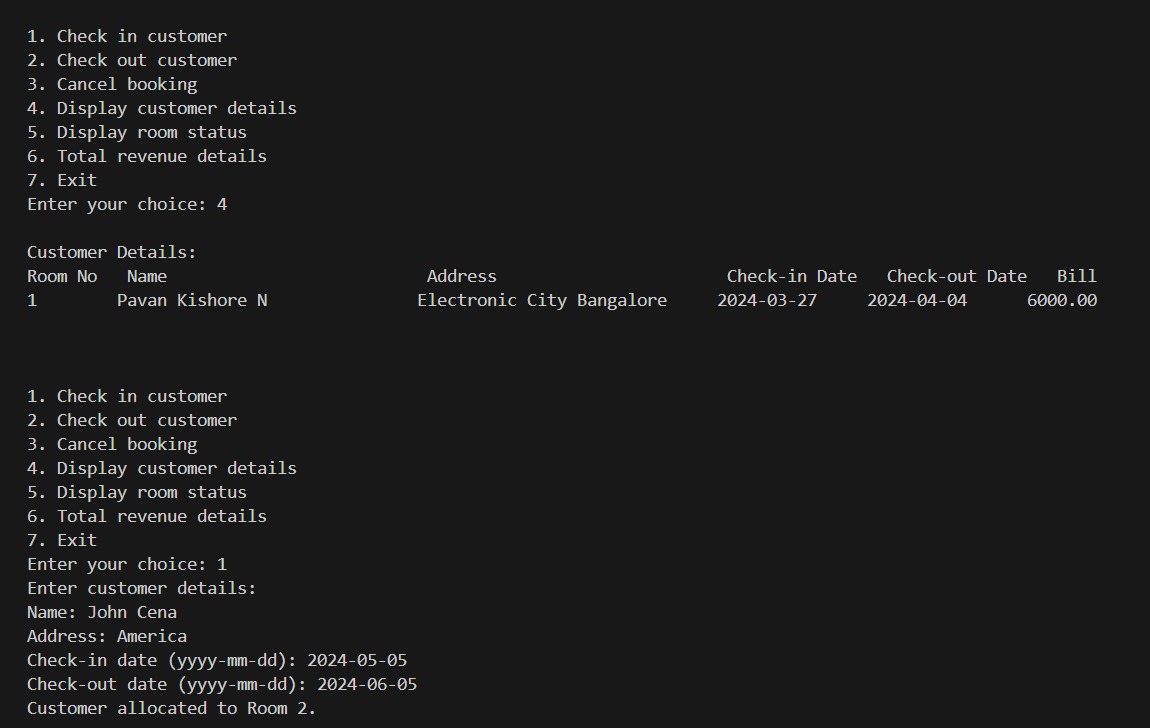 1. Check in customer
2. Check out customer
3. Cancel booking
4. Display customer details
5. Display room status
6. Total revenue details
7. Exit
Enter your choice: 4
Customer Details:
Room No   Name                          Address                       Check-in Date   Check-out Date   Bill
1        Pavan Kishore N               Electronic City Bangalore     2024-03-27     2024-04-04      6000.00
1. Check in customer
2. Check out customer
3. Cancel booking
4. Display customer details
5. Display room status
6. Total revenue details
7. Exit
Enter your choice: 1
Enter customer details:
Name: John Cena
Address: America
Check-in date (yyyy-mm-dd): 2024-05-05
Check-out date (yyyy-mm-dd): 2024-06-05
Customer allocated to Room 2.